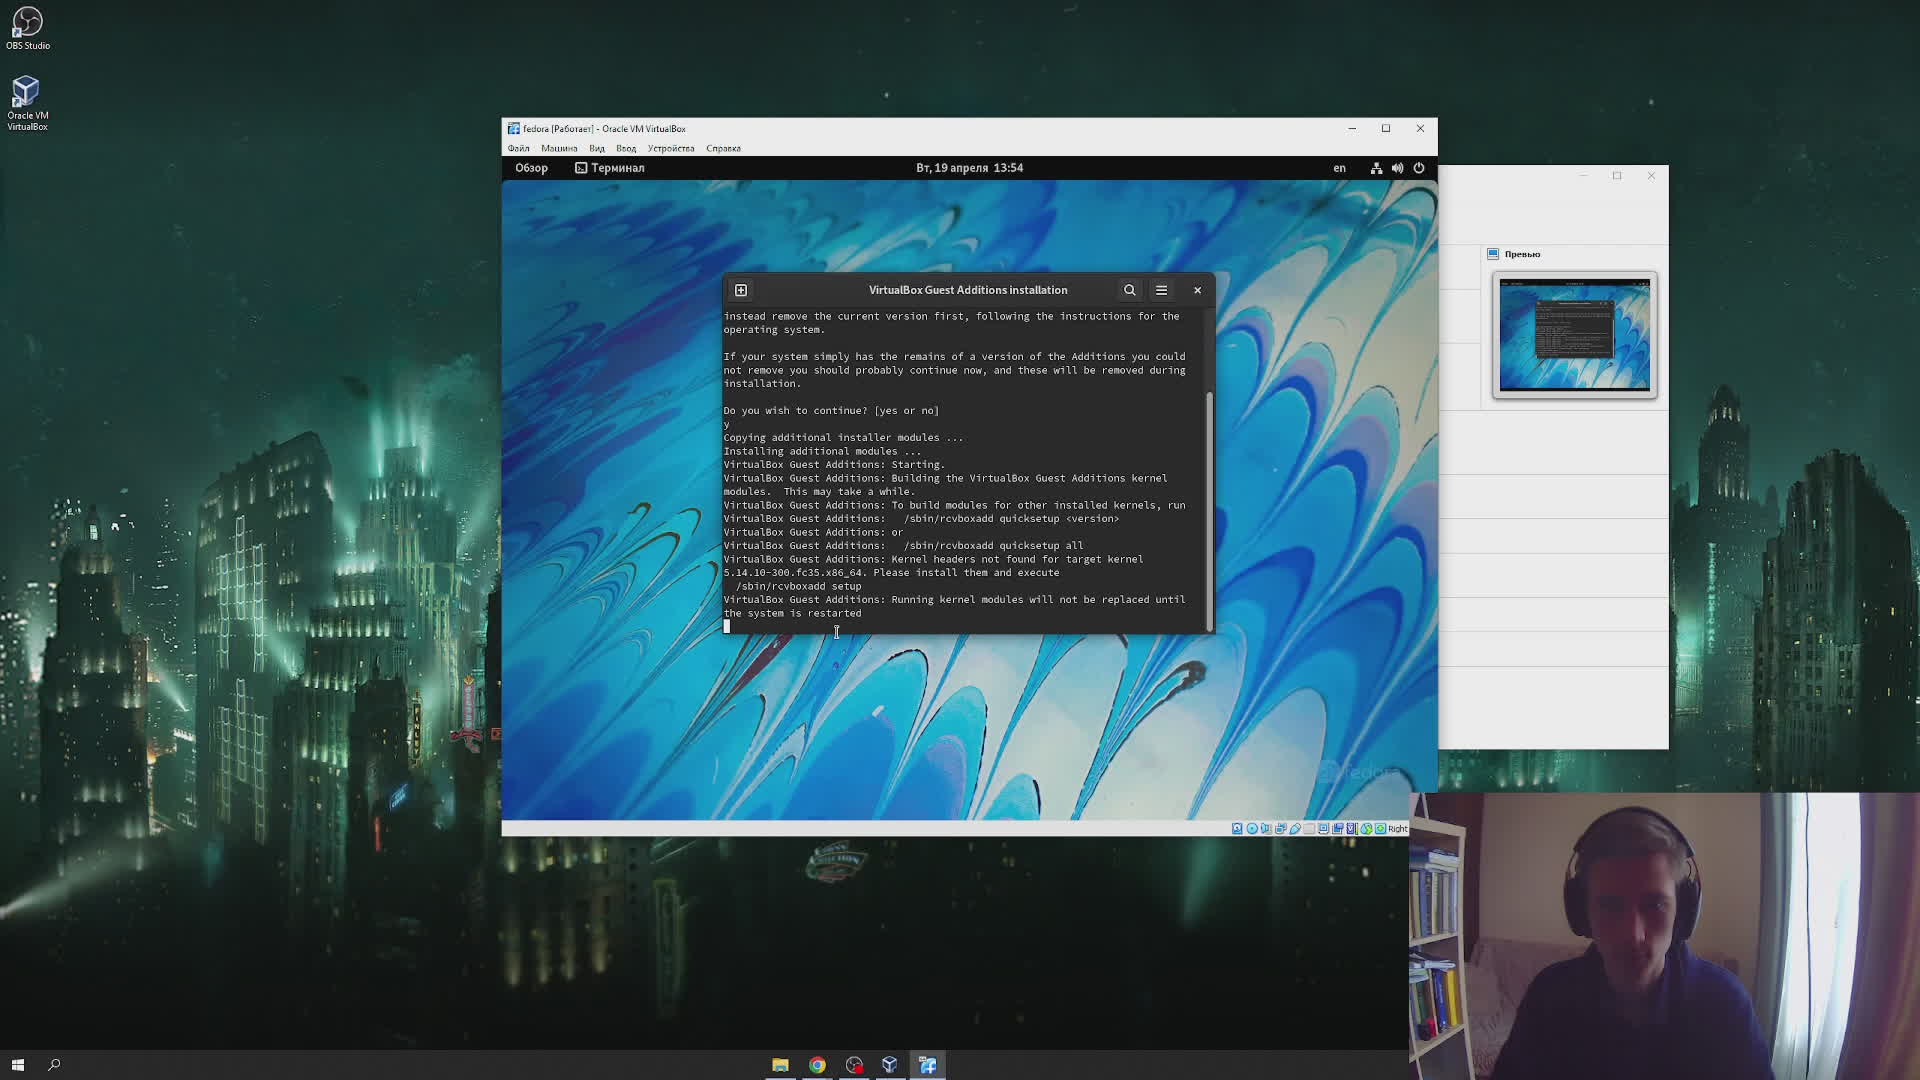 OBS Studio
Oracle VM
VirtualBox
fedora [Работает] - Oracle VM VirtualBox
Файл Машина Вид Ввод Устройства Справка
Обзор Терминал Вт, 19 апреля 13:54 en
Превью
VirtualBox Guest Additions installation
instead remove the current version first, following the instructions for the
operating system.
If your system simply has the remains of a version of the Additions you could
not remove you should probably continue now, and these will be removed during
installation.
Do you wish to continue? [yes or no]
y
Copying additional installer modules ...
Installing additional modules ...
VirtualBox Guest Additions: Starting.
VirtualBox Guest Additions: Building the VirtualBox Guest Additions kernel
modules.  This may take a while.
VirtualBox Guest Additions: To build modules for other installed kernels, run
VirtualBox Guest Additions:   /sbin/rcvboxadd quicksetup <version>
VirtualBox Guest Additions: or
VirtualBox Guest Additions:   /sbin/rcvboxadd quicksetup all
VirtualBox Guest Additions: Kernel headers not found for target kernel
5.14.10-300.fc35.x86_64. Please install them and execute
  /sbin/rcvboxadd setup
VirtualBox Guest Additions: Running kernel modules will not be replaced until
the system is restarted
fedora
Right